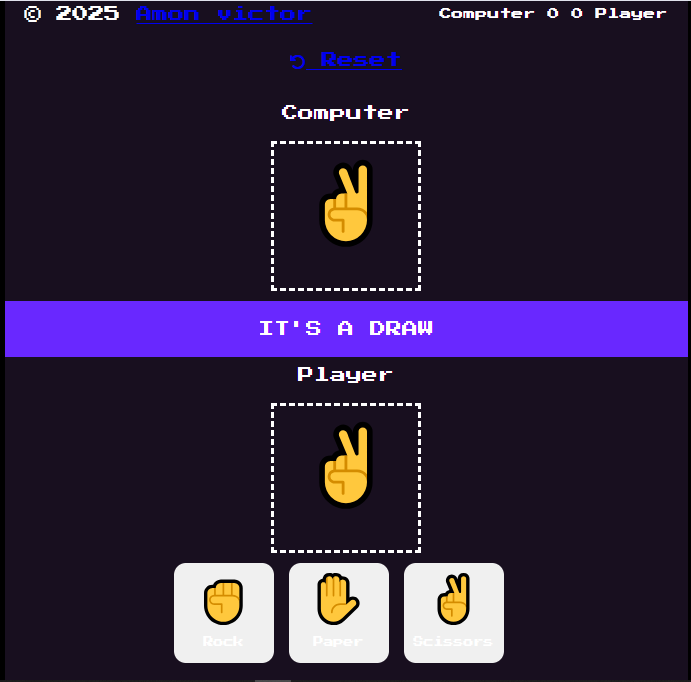 © 2025 Amon victor
Computer 0 0 Player
Reset
Computer
IT'S A DRAW
Player
Rock
Paper
Scissors